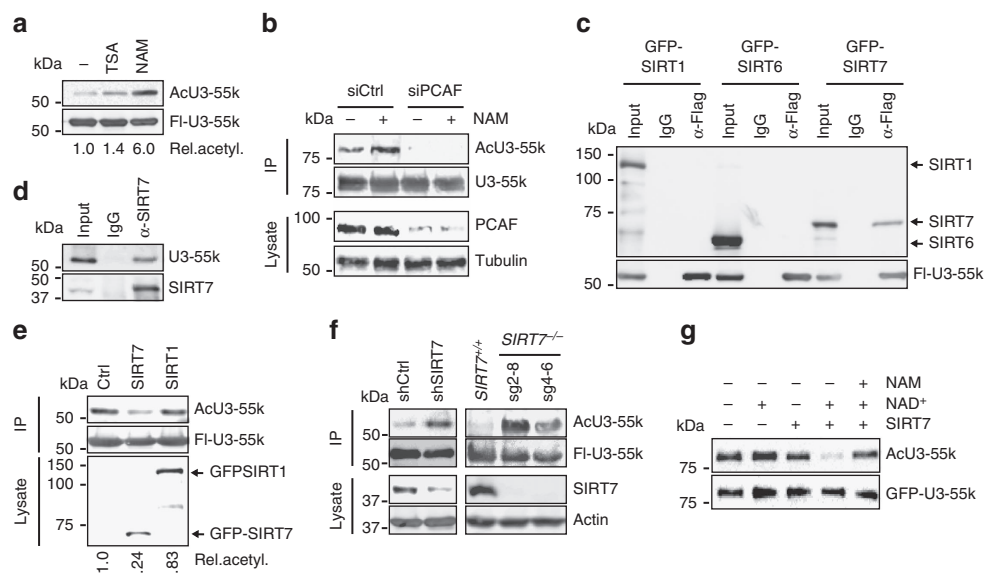 a
kDa
– TSA NAM
50 AcU3-55k
50 Fl-U3-55k
1.0 1.4 6.0 Rel.acetyl.
b
siCtrl siPCAF
kDa – + – + NAM
IP
75 AcU3-55k
75 U3-55k
Lysate
100 PCAF
50 Tubulin
c
GFP-SIRT1 GFP-SIRT6 GFP-SIRT7
kDa Input IgG α-Flag Input IgG α-Flag Input IgG α-Flag
150
SIRT1
100
75
SIRT7
SIRT6
50 Fl-U3-55k
d
kDa Input IgG α-SIRT7
50 U3-55k
50
37 SIRT7
e
kDa Ctrl SIRT7 SIRT1
IP
50 AcU3-55k
50 Fl-U3-55k
Lysate
150
GFPSIRT1
100
75
GFP-SIRT7
1.0 .24 .83 Rel.acetyl.
f
kDa shCtrl shSIRT7 SIRT7+/+ SIRT7–/– sg2-8 sg4-6
IP
50 AcU3-55k
50 Fl-U3-55k
Lysate
37 SIRT7
37 Actin
g
– – – – + NAM
– + – + + NAD+
– – + + + SIRT7
kDa
75 AcU3-55k
75 GFP-U3-55k